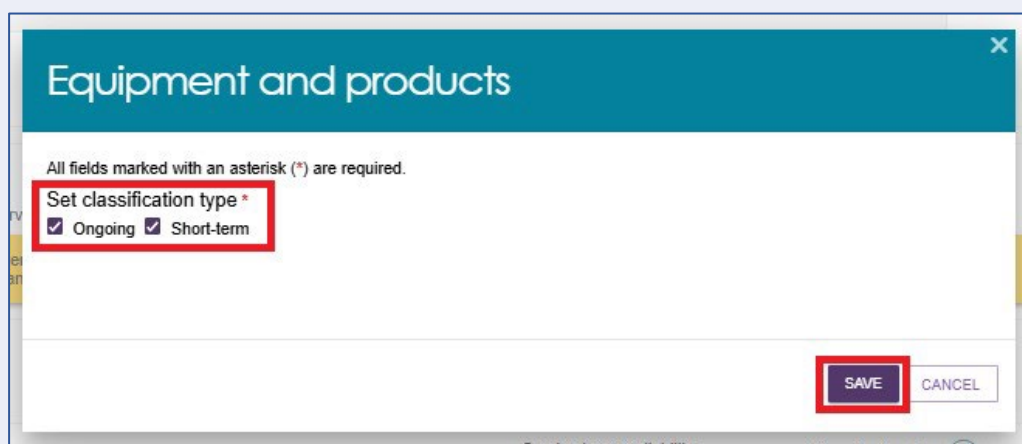 ×
Equipment and products
All fields marked with an asterisk (*) are required.
Set classification type *
Ongoing Short-term
SAVE CANCEL